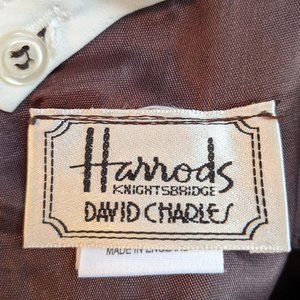 Harrods
KNIGHTSBRIDGE
DAVID CHARLES
MADE IN ENGLAND